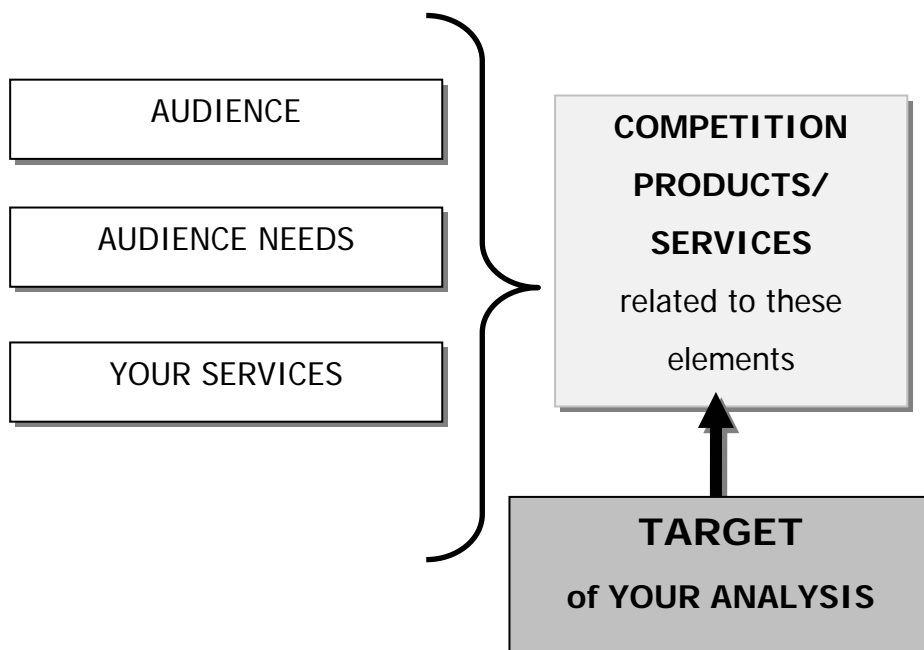 AUDIENCE
AUDIENCE NEEDS
YOUR SERVICES
COMPETITION
PRODUCTS/
SERVICES
related to these
elements
TARGET
of YOUR ANALYSIS